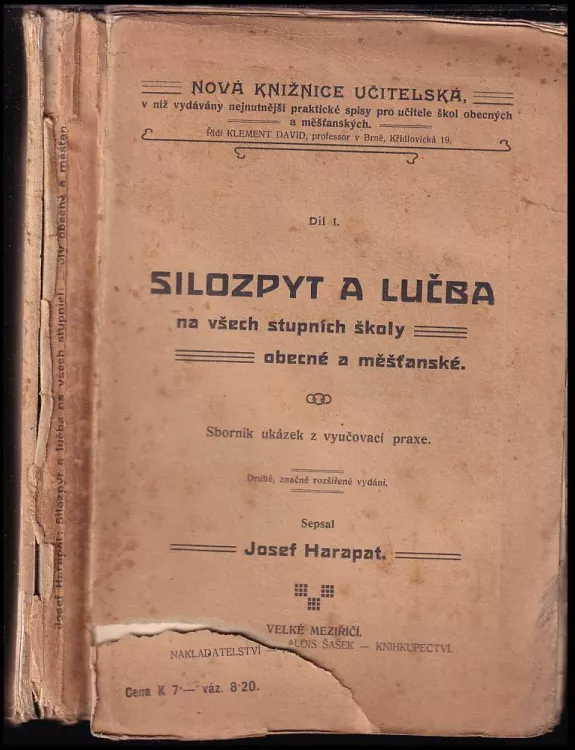 NOVÁ KNIŽNICE UČITELSKÁ,
v níž vydávány nejnutnější praktické spisy pro učitele škol obecných
a měšťanských.
Řídí KLEMENT DAVID, professor v Brně, Křídlovická 19.
Díl I.
SILOZPYT A LUČBA
na všech stupních školy
obecné a měšťanské.
Sborník ukázek z vyučovací praxe.
Druhé, značně rozšířené vydání.
Sepsal
Josef Harapat.
VELKÉ MEZIŘÍČÍ.
NAKLADATELSTVÍ — ALOIS ŠAŠEK — KNIHKUPECTVÍ.
Cena K 7·— váz. 8·20.
Josef Harapat: Silozpyt a lučba na všech stupních školy obecný a měšťan